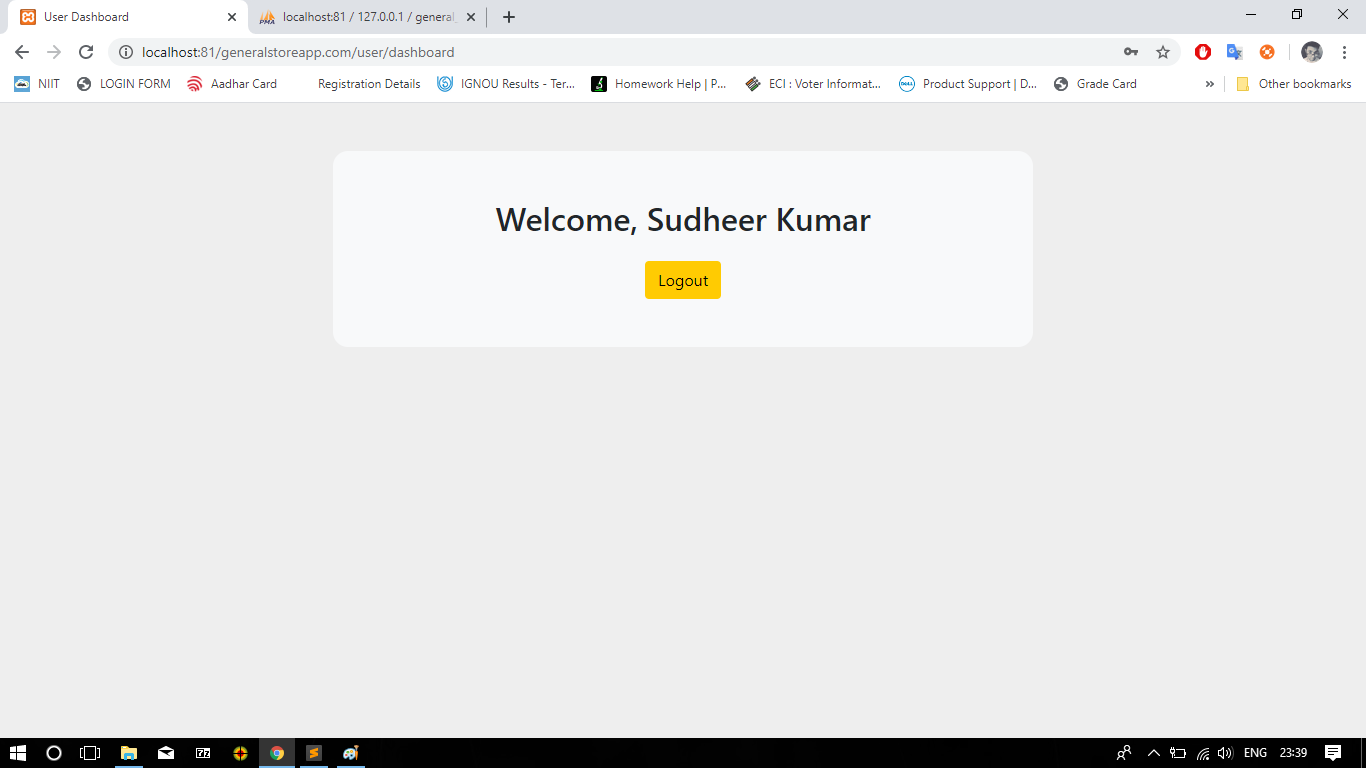 User Dashboard
localhost:81 / 127.0.0.1 / general_
localhost:81/generalstoreapp.com/user/dashboard
NIIT
LOGIN FORM
Aadhar Card
Registration Details
IGNOU Results - Ter...
Homework Help | P...
ECI : Voter Informat...
Product Support | D...
Grade Card
»
Other bookmarks
Welcome, Sudheer Kumar
Logout
ENG
23:39